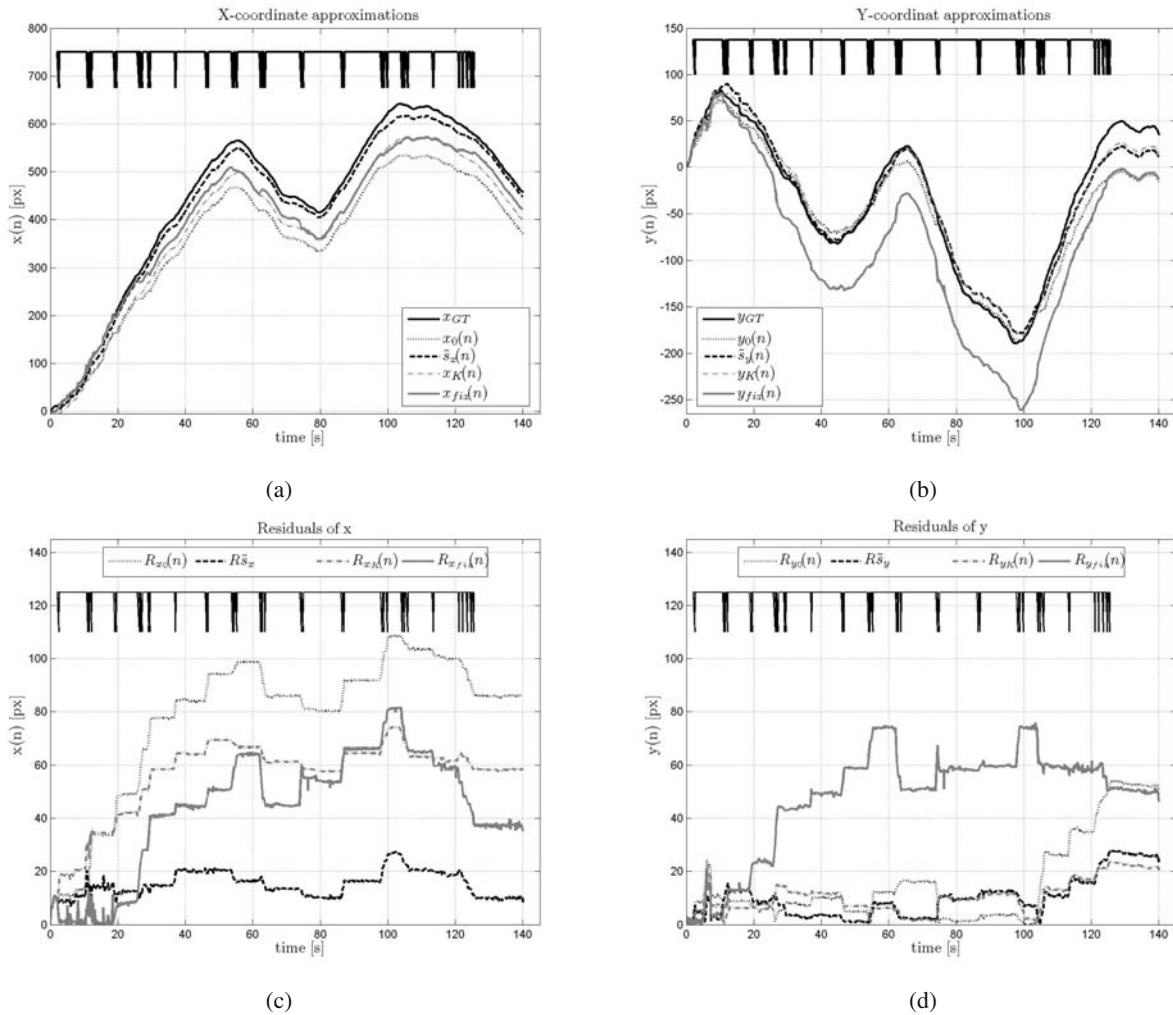 X-coordinate approximations
800
700
600
500
400
300
200
100
0
x(n) [px]
x_GT
x_0(n)
s̃_x(n)
x_K(n)
x_fix(n)
0 20 40 60 80 100 120 140
time [s]
(a)
Y-coordinat approximations
150
100
50
0
-50
-100
-150
-200
-250
y(n) [px]
y_GT
y_0(n)
s̃_y(n)
y_K(n)
y_fix(n)
0 20 40 60 80 100 120 140
time [s]
(b)
Residuals of x
R_x0(n) Rs̃_x R_xK(n) R_xfix(n)
140
120
100
80
60
40
20
0
x(n) [px]
0 20 40 60 80 100 120 140
time [s]
(c)
Residuals of y
R_y0(n) Rs̃_y R_yK(n) R_yfix(n)
140
120
100
80
60
40
20
0
y(n) [px]
0 20 40 60 80 100 120 140
time [s]
(d)